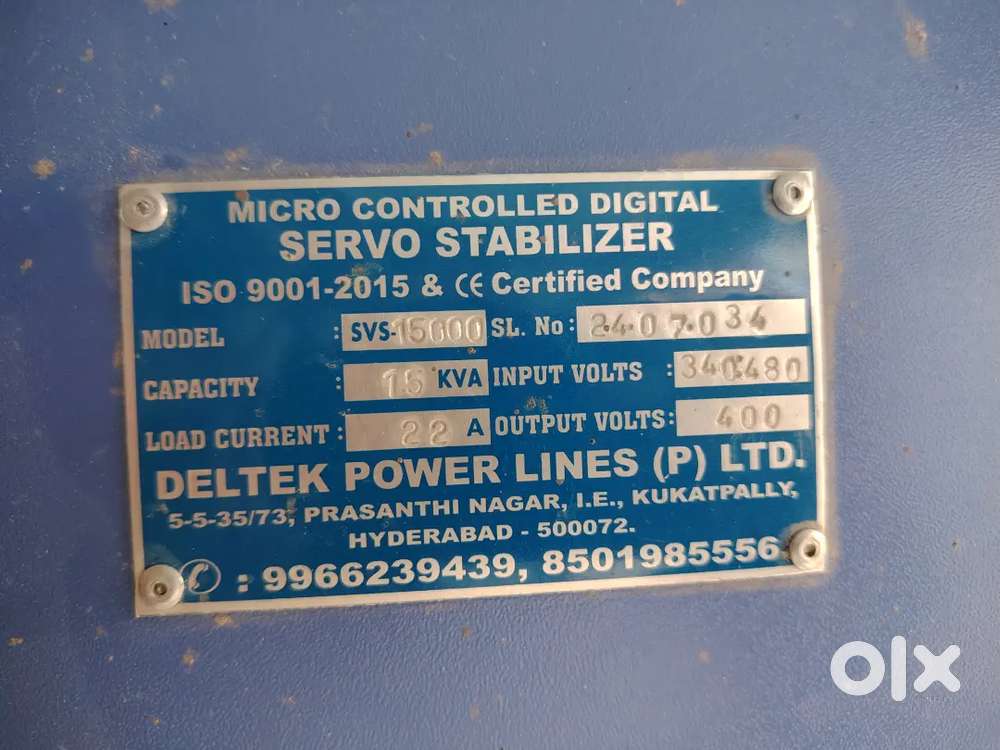 MICRO CONTROLLED DIGITAL
SERVO STABILIZER
ISO 9001-2015 & CE Certified Company
MODEL : SVS-15000 SL. No : 2407034
CAPACITY : 15 KVA INPUT VOLTS : 340-480
LOAD CURRENT : 22 A OUTPUT VOLTS : 400
DELTEK POWER LINES (P) LTD.
5-5-35/73, PRASANTHI NAGAR, I.E., KUKATPALLY,
HYDERABAD - 500072.
: 9966239439, 8501985556
olx